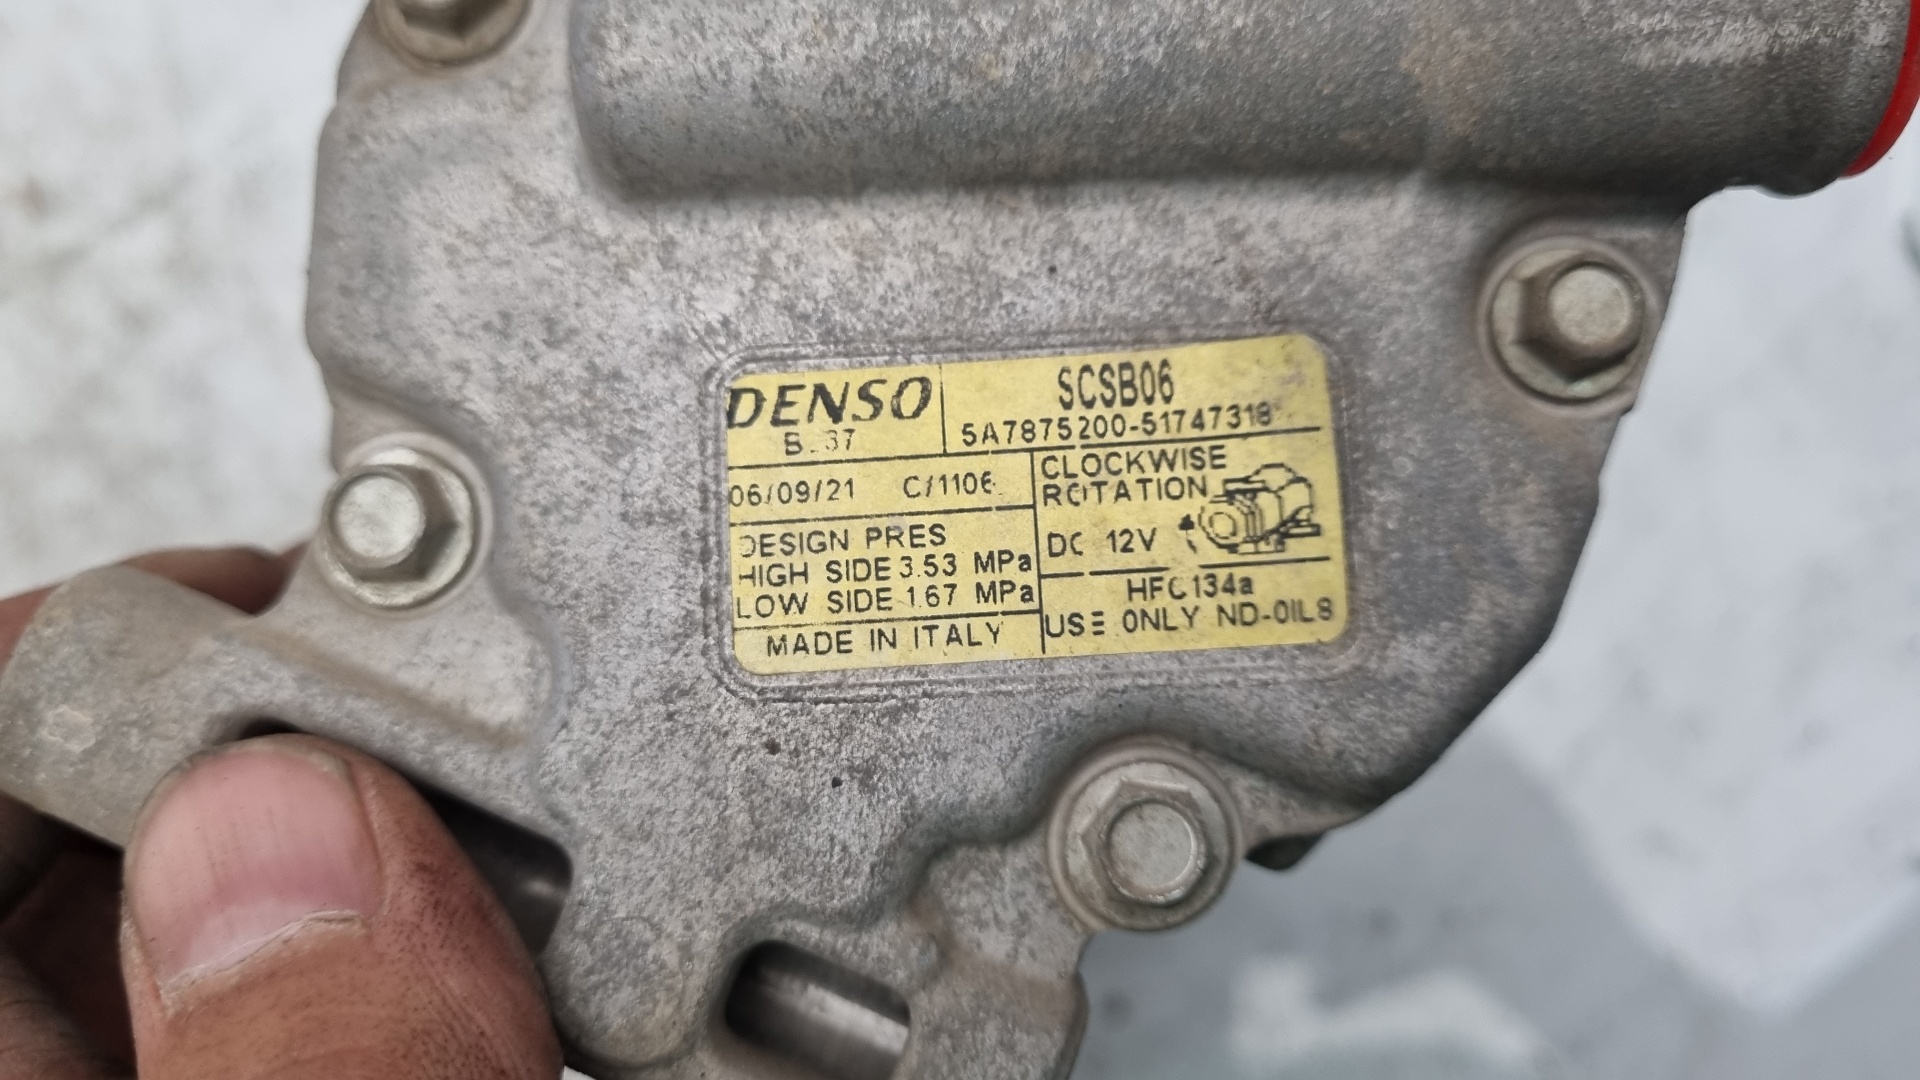 DENSO
SCSB06
5A7875200-51747318
06/09/21 C/1106
CLOCKWISE
ROTATION
DC 12V
DESIGN PRES
HIGH SIDE 3.53 MPa
LOW SIDE 1.67 MPa
MADE IN ITALY
HFC134a
USE ONLY ND-OIL8